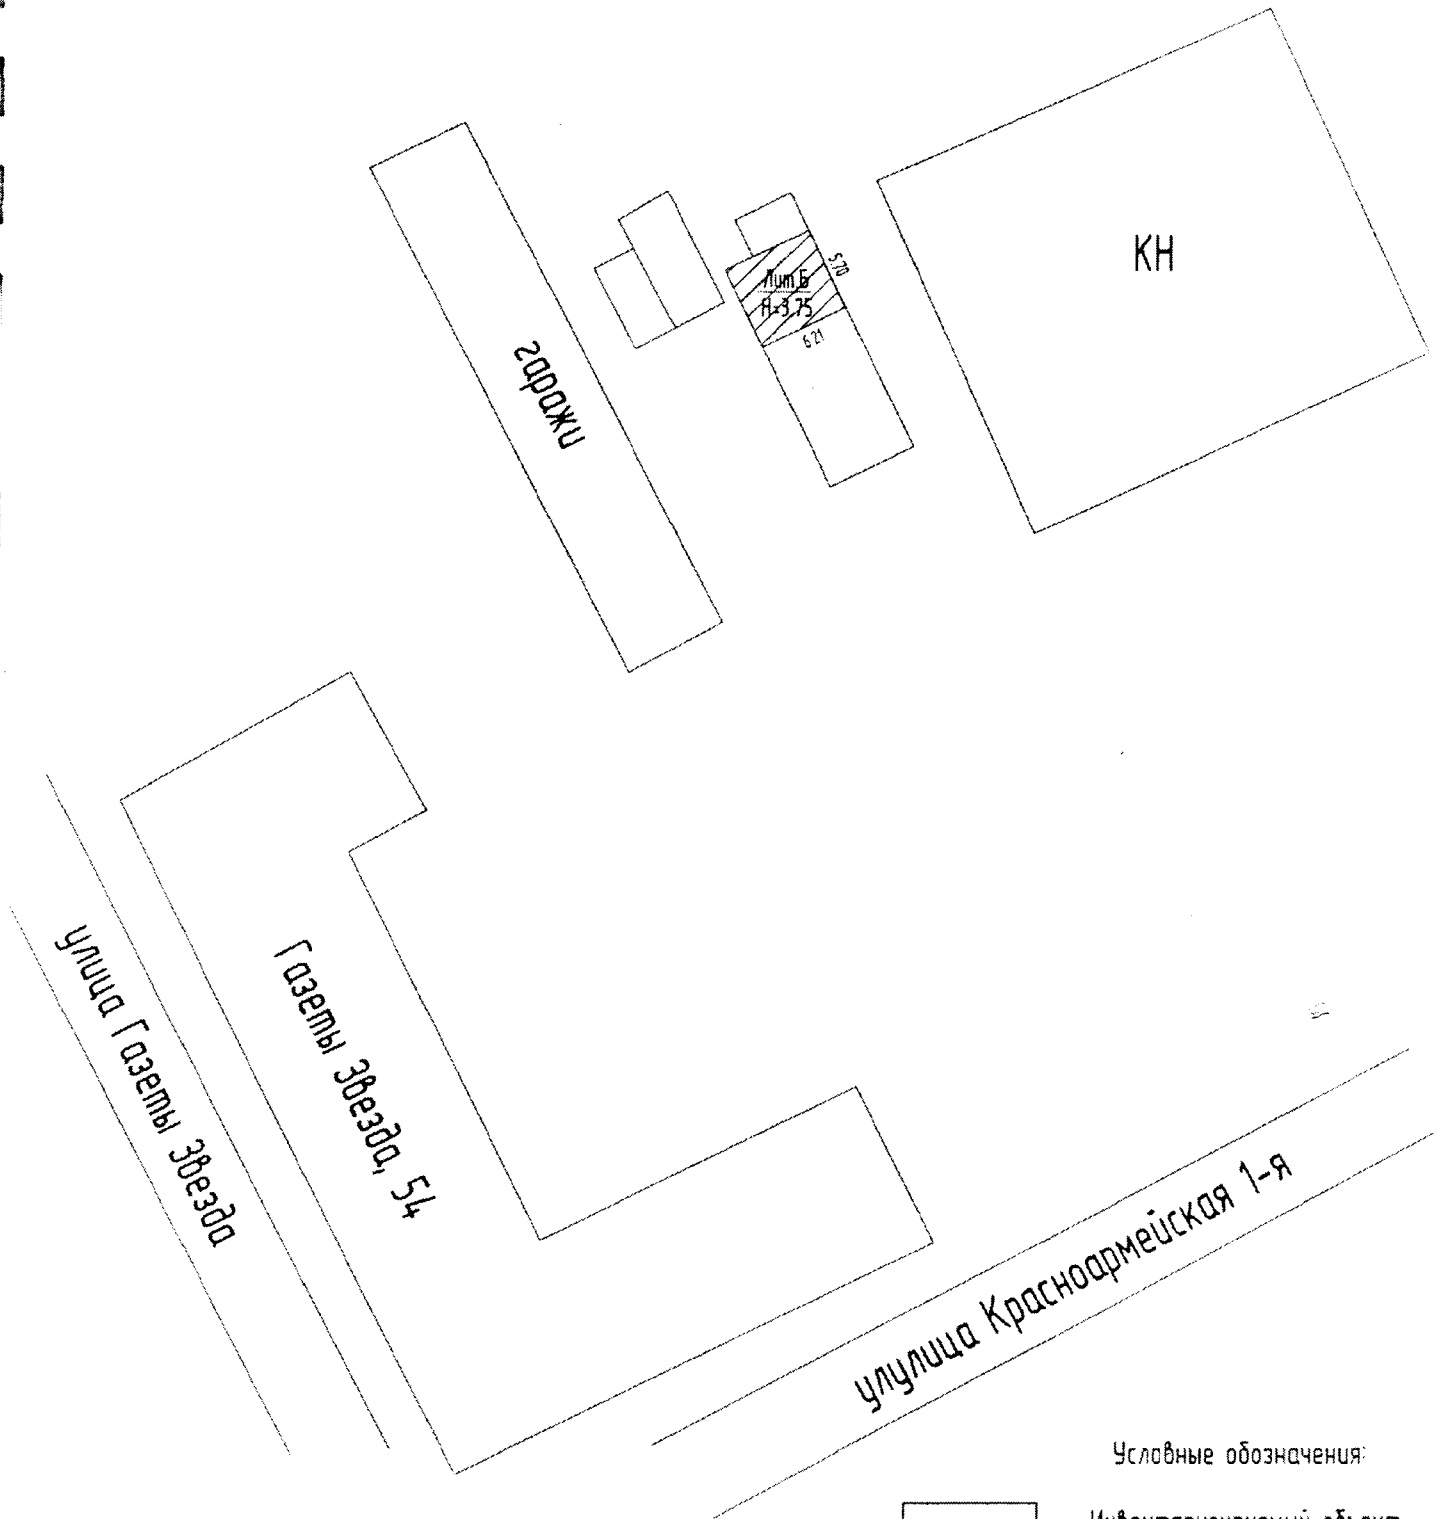 КН
5.70
Лит.Б
Н=3.75
6.21
гаражи
улица Газеты Звезда
Газеты Звезда, 54
улулица Красноармейская 1-я
Условные обозначения: